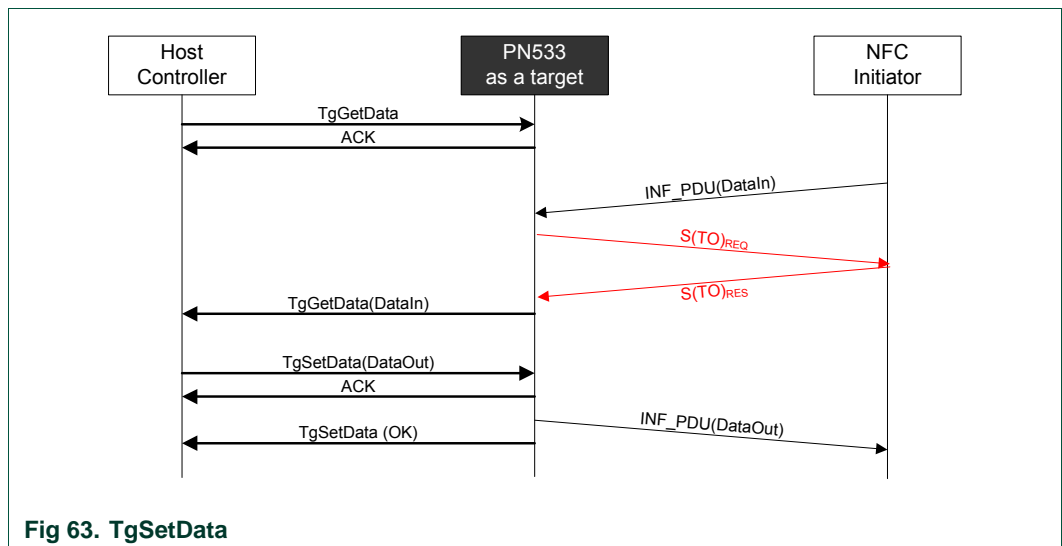 Host
Controller
PN533
as a target
NFC
Initiator
TgGetData
ACK
INF_PDU(DataIn)
S(TO)REQ
S(TO)RES
TgGetData(DataIn)
TgSetData(DataOut)
ACK
INF_PDU(DataOut)
TgSetData (OK)
Fig 63. TgSetData